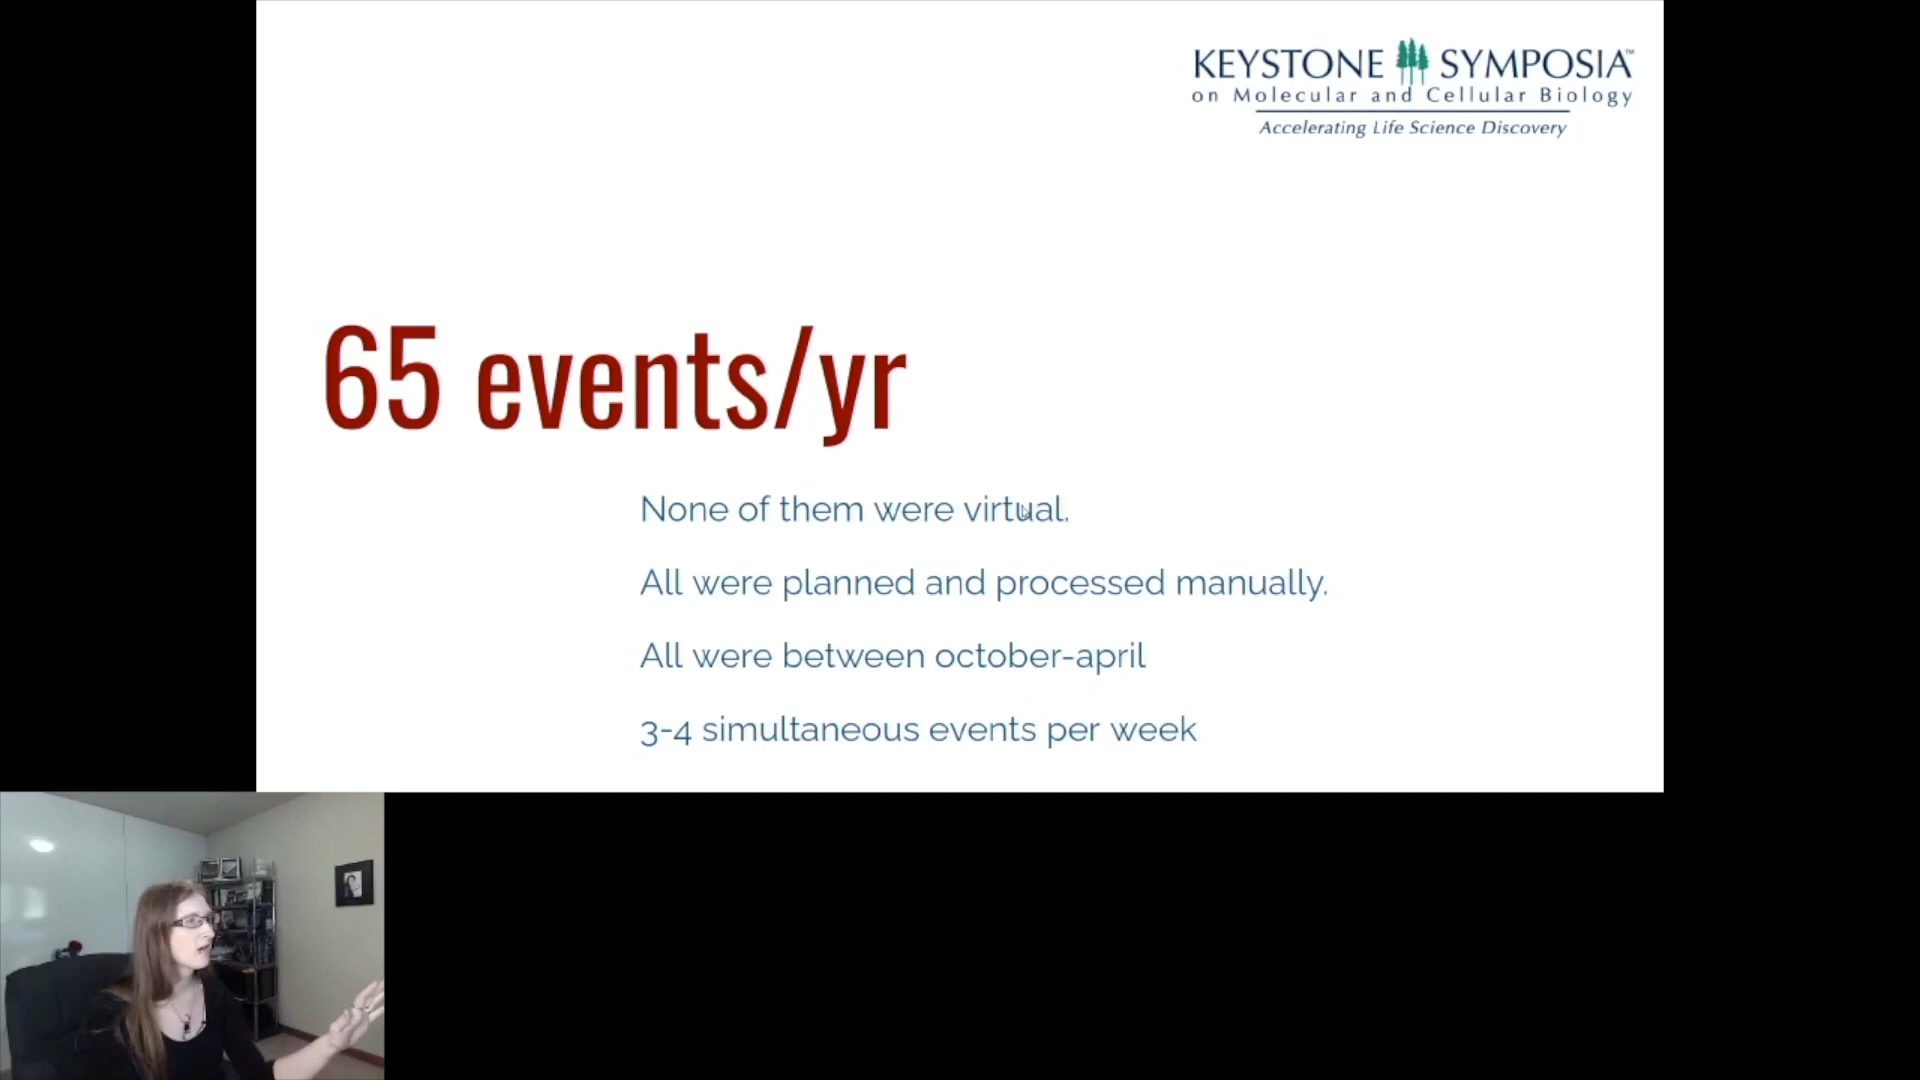 KEYSTONE SYMPOSIA™
on Molecular and Cellular Biology
Accelerating Life Science Discovery
65 events/yr
None of them were virtual.
All were planned and processed manually.
All were between october-april
3-4 simultaneous events per week